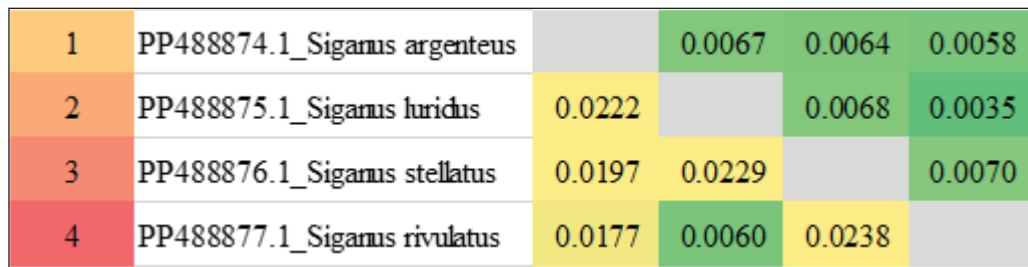 1 PP488874.1_Siganus argenteus 0.0067 0.0064 0.0058
2 PP488875.1_Siganus luridus 0.0222 0.0068 0.0035
3 PP488876.1_Siganus stellatus 0.0197 0.0229 0.0070
4 PP488877.1_Siganus rivulatus 0.0177 0.0060 0.0238